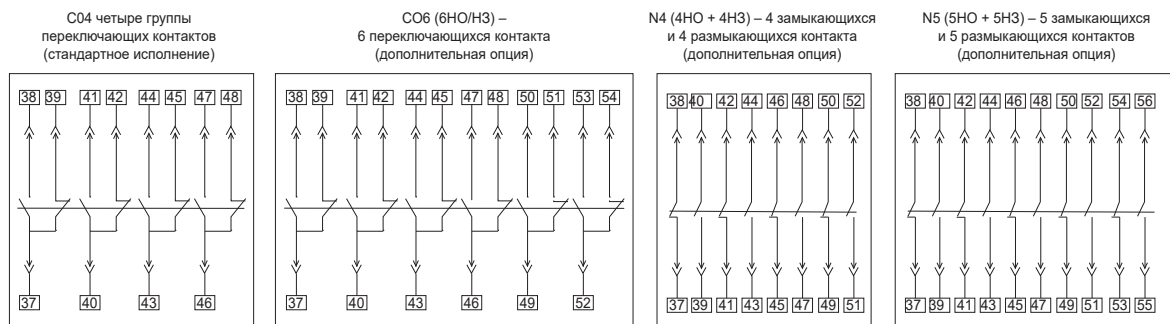 C04 четыре группы
переключающих контактов
(стандартное исполнение)
38 39 41 42 44 45 47 48
37 40 43 46
CO6 (6НО/НЗ) –
6 переключающихся контакта
(дополнительная опция)
38 39 41 42 44 45 47 48 50 51 53 54
37 40 43 46 49 52
N4 (4НО + 4НЗ) – 4 замыкающихся
и 4 размыкающихся контакта
(дополнительная опция)
38 40 42 44 46 48 50 52
37 39 41 43 45 47 49 51
N5 (5НО + 5НЗ) – 5 замыкающихся
и 5 размыкающихся контактов
(дополнительная опция)
38 40 42 44 46 48 50 52 54 56
37 39 41 43 45 47 49 51 53 55